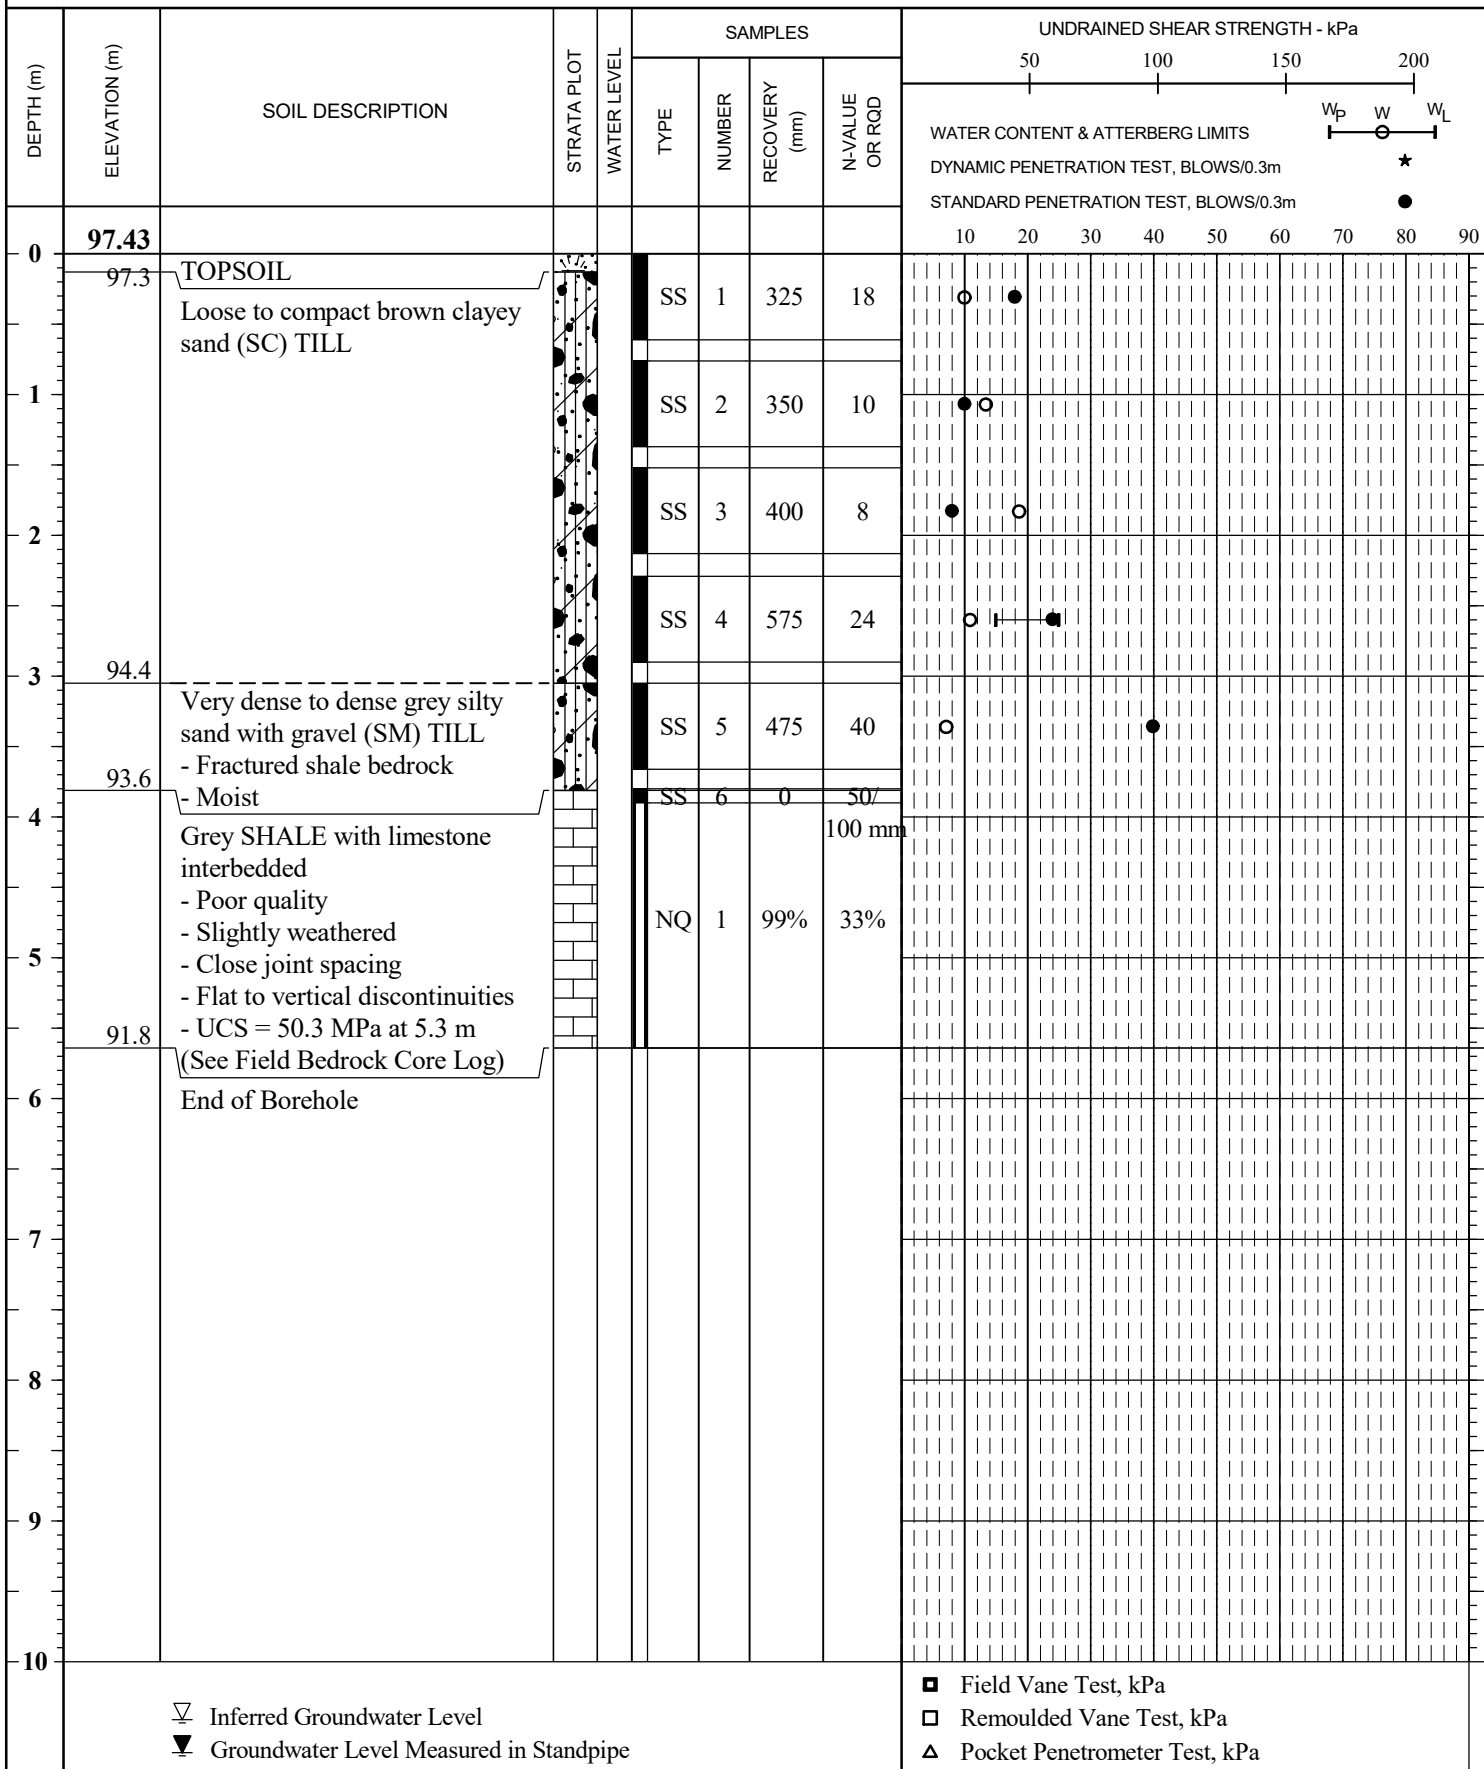 DEPTH (m)
ELEVATION (m)
SOIL DESCRIPTION
STRATA PLOT
WATER LEVEL
SAMPLES
TYPE
NUMBER
RECOVERY
(mm)
N-VALUE
OR RQD
UNDRAINED SHEAR STRENGTH - kPa
50 100 150 200
WATER CONTENT & ATTERBERG LIMITS
WP W WL
DYNAMIC PENETRATION TEST, BLOWS/0.3m ★
STANDARD PENETRATION TEST, BLOWS/0.3m ●
10 20 30 40 50 60 70 80 90
0
97.43
97.3
TOPSOIL
Loose to compact brown clayey
sand (SC) TILL
SS 1 325 18
1
SS 2 350 10
SS 3 400 8
2
SS 4 575 24
3
94.4
Very dense to dense grey silty
sand with gravel (SM) TILL
- Fractured shale bedrock
- Moist
SS 5 475 40
93.6
SS 6 0 50/
100 mm
4
Grey SHALE with limestone
interbedded
- Poor quality
- Slightly weathered
- Close joint spacing
- Flat to vertical discontinuities
- UCS = 50.3 MPa at 5.3 m
(See Field Bedrock Core Log)
NQ 1 99% 33%
5
91.8
End of Borehole
6
7
8
9
10
Inferred Groundwater Level
Groundwater Level Measured in Standpipe
Field Vane Test, kPa
Remoulded Vane Test, kPa
Pocket Penetrometer Test, kPa